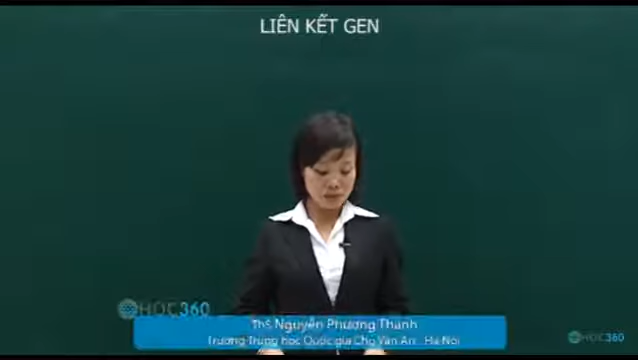 LIÊN KẾT GEN
HOC360
ThS Nguyễn Phương Thanh
Trường Trung học Quốc gia Chu Văn An - Hà Nội
HOC360